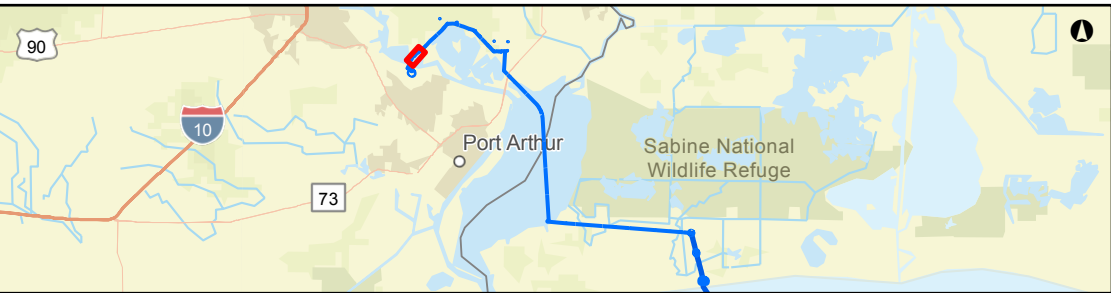 90
10
Port Arthur
Sabine National
Wildlife Refuge
73